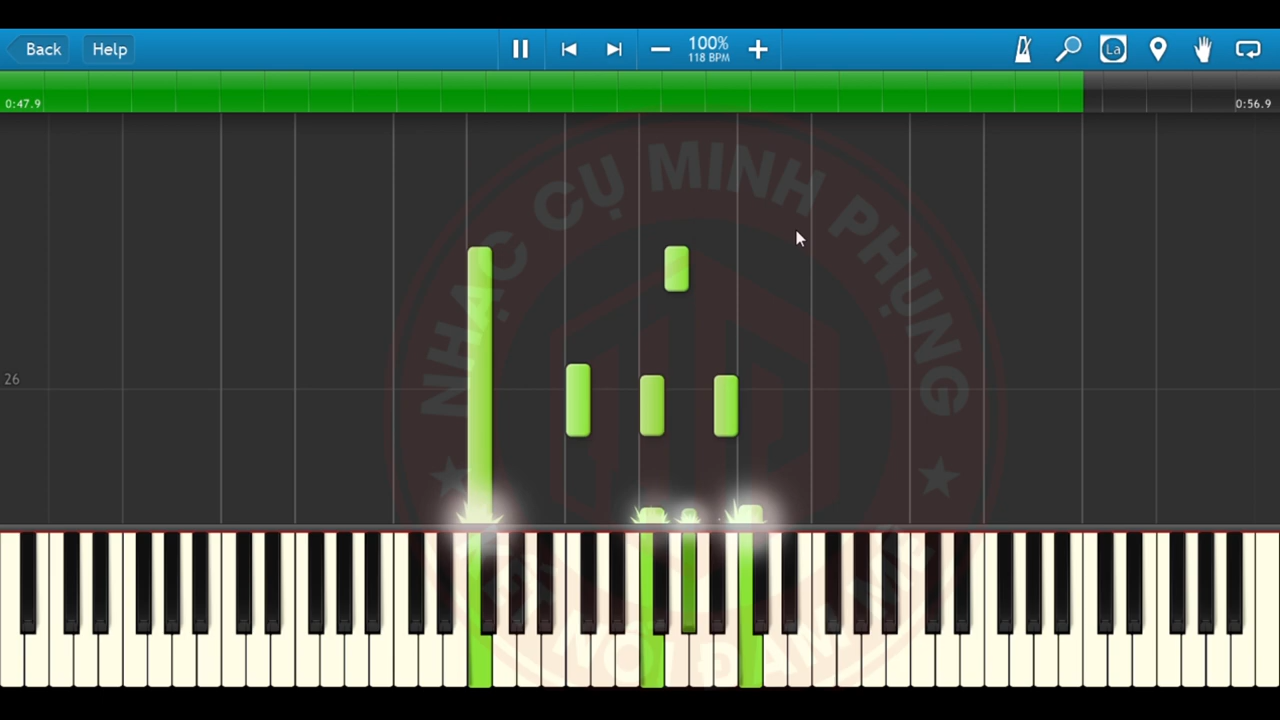 Back Help 100%
118 BPM
La
0:47.9 0:56.9
NHẠC CỤ MINH PHỤNG
26